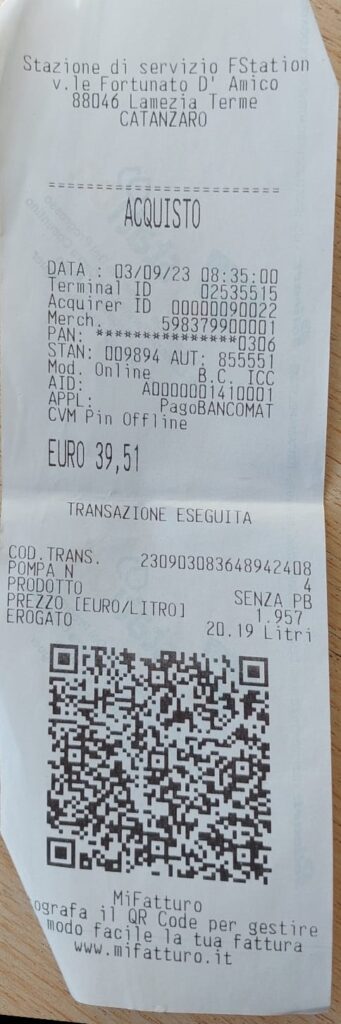 Stazione di servizio FStation
v.le Fortunato D' Amico
88046 Lamezia Terme
CATANZARO
=========================
ACQUISTO
DATA : 03/09/23 08:35:00
Terminal ID 02535515
Acquirer ID 00000090022
Merch. 598379900001
PAN: ***************0306
STAN: 009894 AUT: 855551
Mod. Online B.C. ICC
AID: A0000001410001
APPL: PagoBANCOMAT
CVM Pin Offline
EURO 39,51
TRANSAZIONE ESEGUITA
COD.TRANS. 230903083648942408
POMPA N 4
PRODOTTO SENZA PB
PREZZO [EURO/LITRO] 1.957
EROGATO 20.19 Litri
MiFatturo
ografa il QR Code per gestire
modo facile la tua fattura
www.mifatturo.it